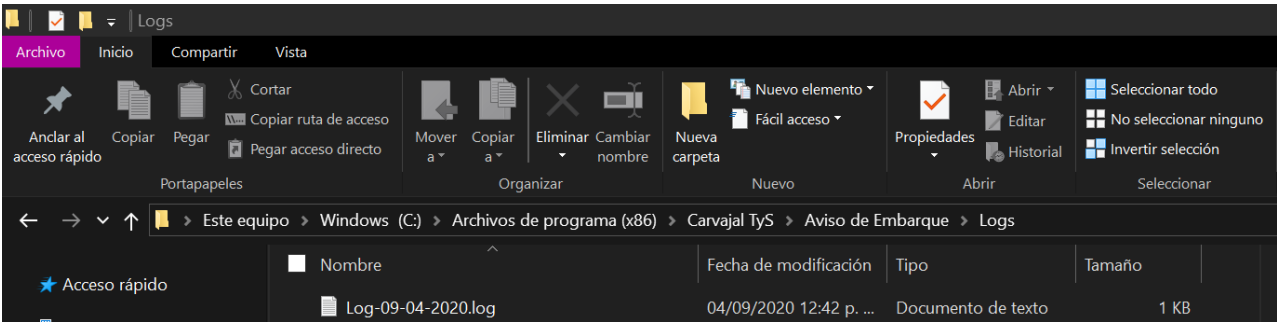 Logs
Archivo Inicio Compartir Vista
Anclar al acceso rápido
Copiar
Pegar
Cortar
Copiar ruta de acceso
Pegar acceso directo
Portapapeles
Mover a
Copiar a
Eliminar
Cambiar nombre
Organizar
Nueva carpeta
Nuevo elemento
Fácil acceso
Nuevo
Propiedades
Abrir
Editar
Historial
Abrir
Seleccionar todo
No seleccionar ninguno
Invertir selección
Seleccionar
Este equipo > Windows (C:) > Archivos de programa (x86) > Carvajal TyS > Aviso de Embarque > Logs
Acceso rápido
Nombre Fecha de modificación Tipo Tamaño
Log-09-04-2020.log 04/09/2020 12:42 p. ... Documento de texto 1 KB